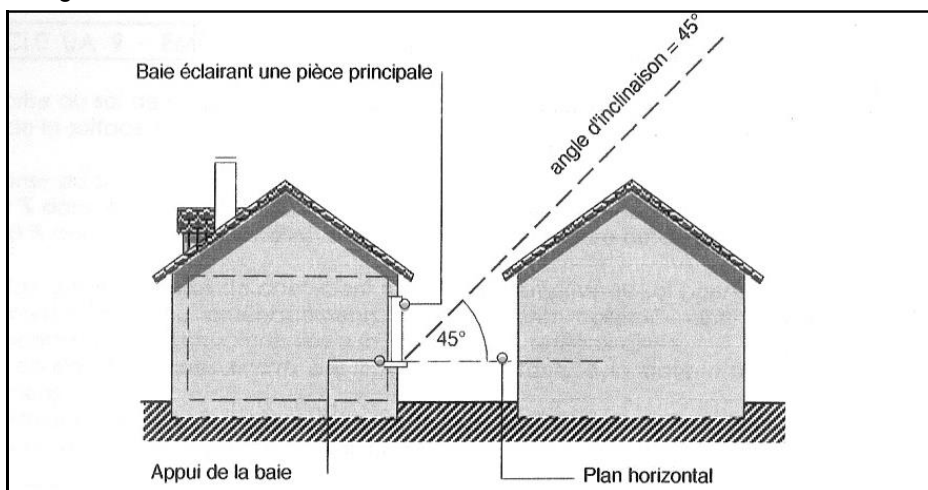 Baie éclairant une pièce principale
angle d'inclinaison = 45°
45°
Appui de la baie
Plan horizontal